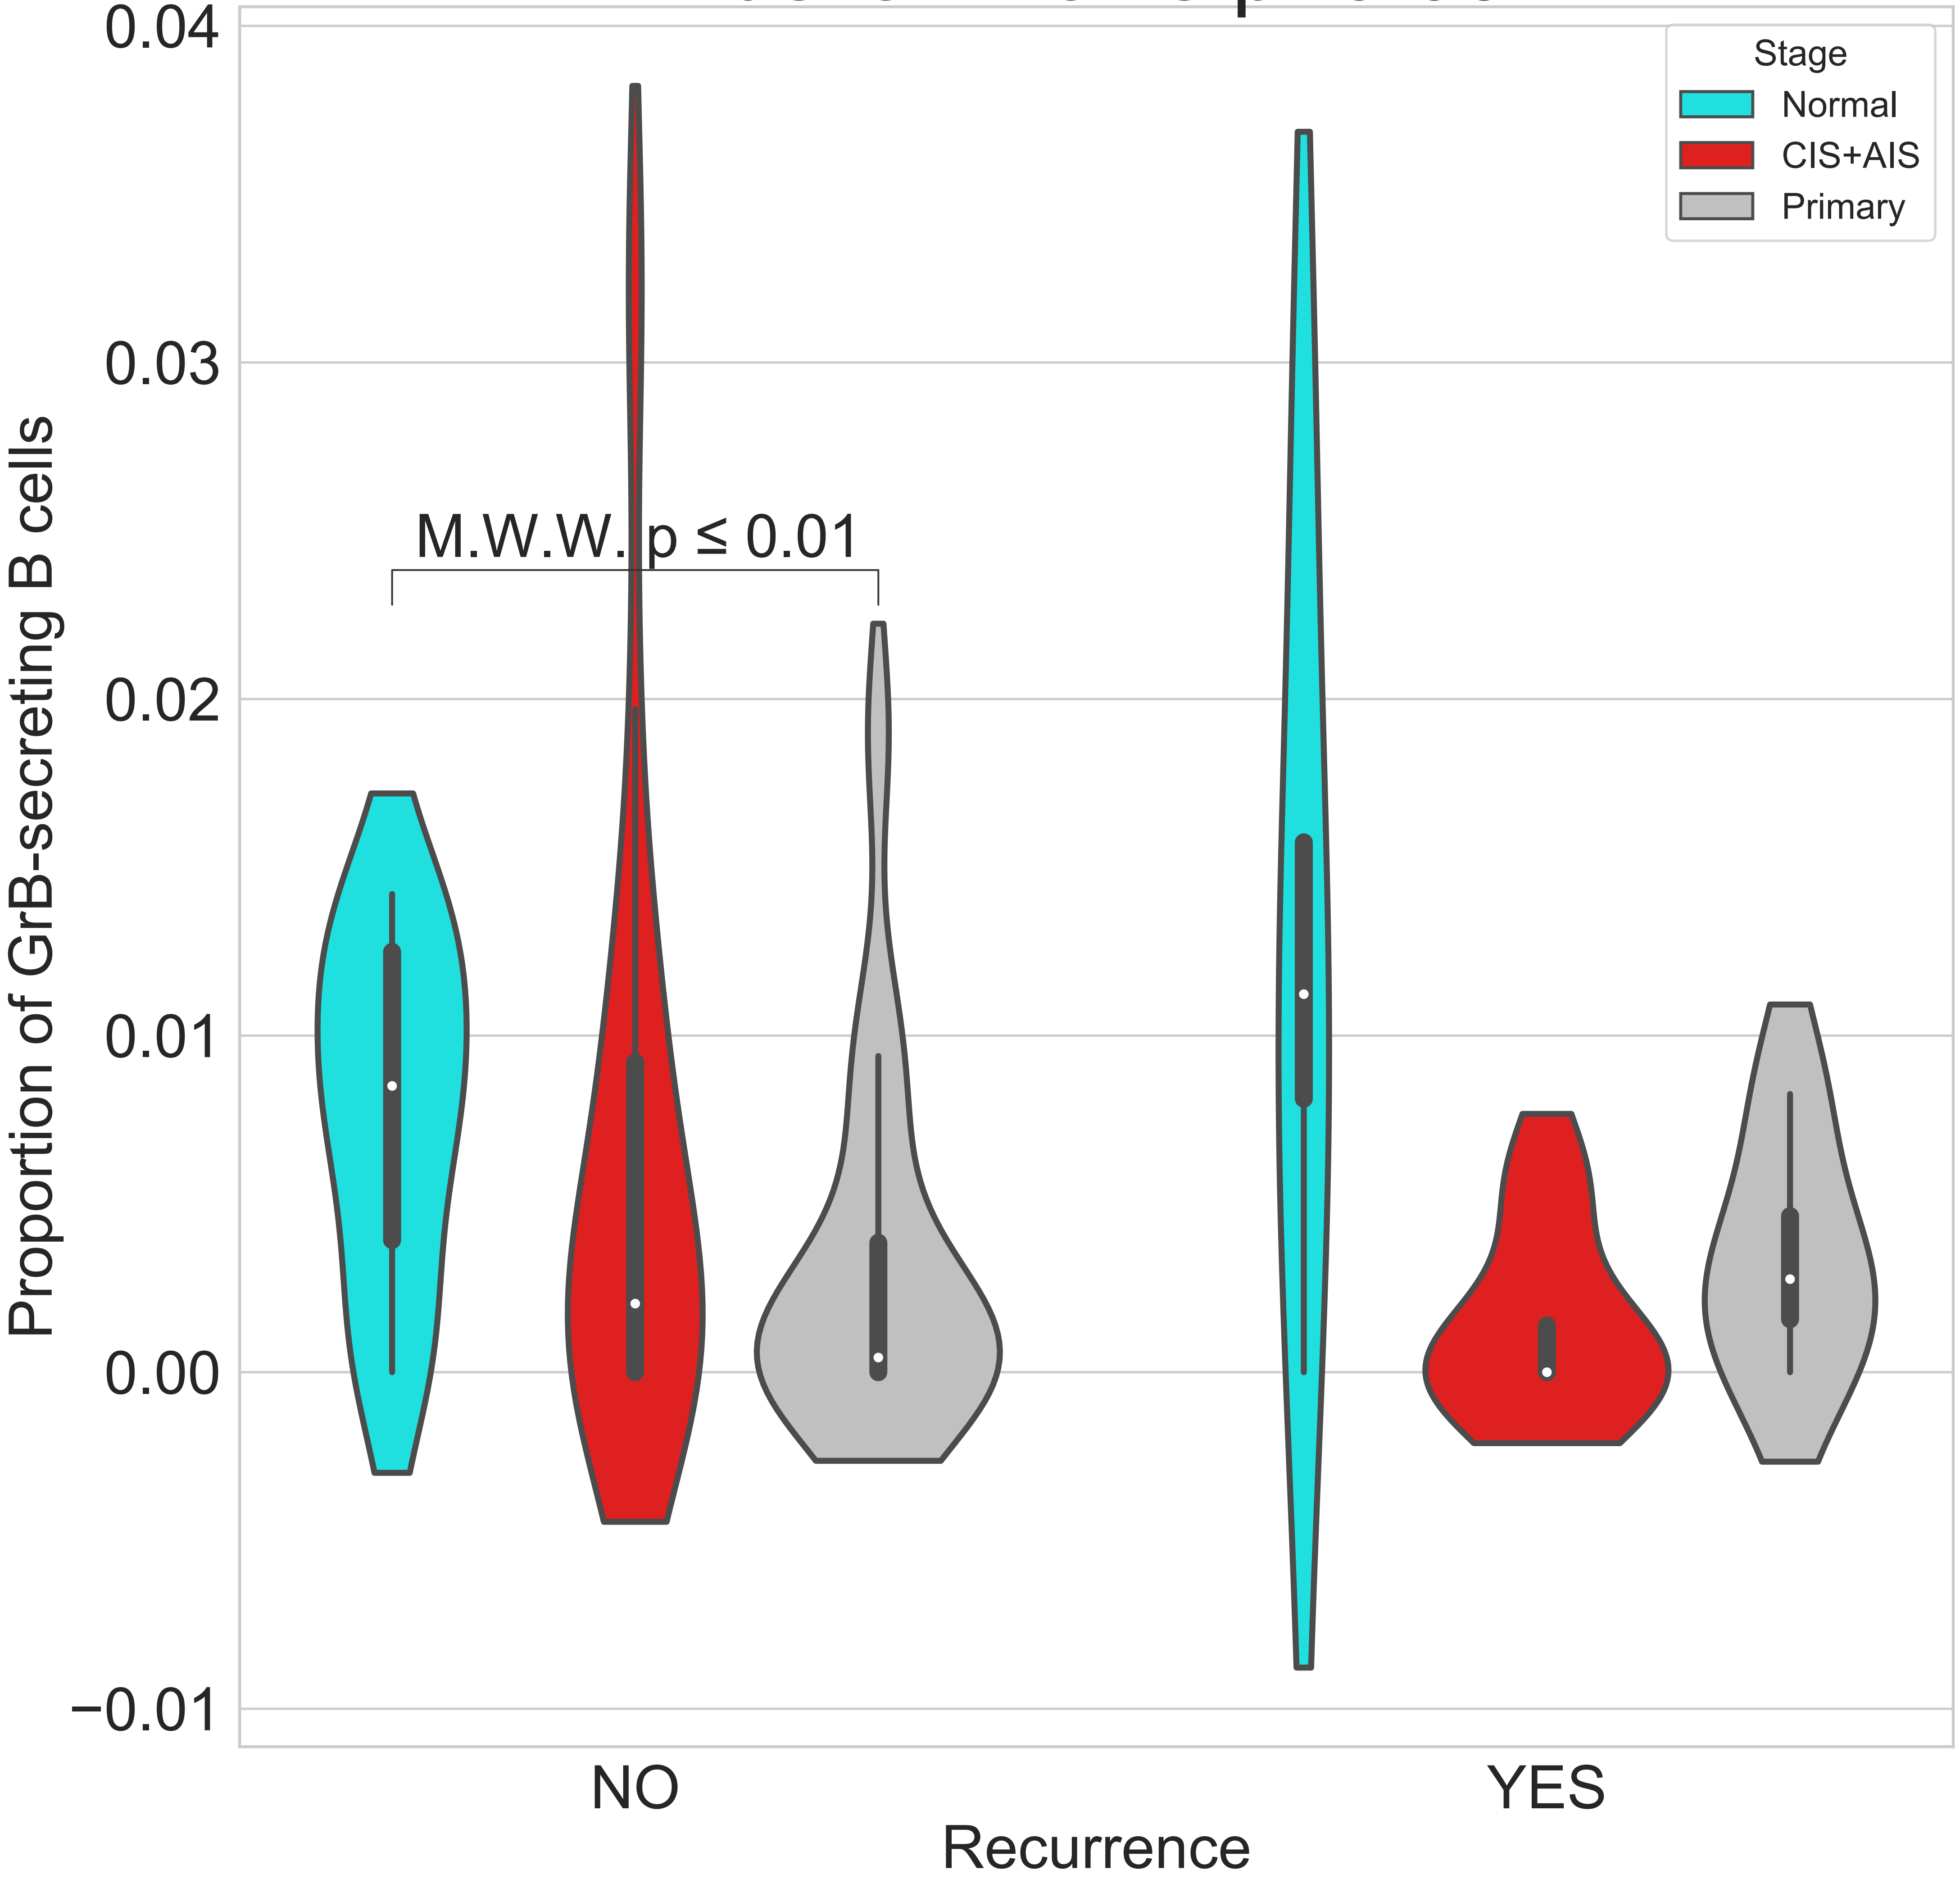 0.04
0.03
0.02
0.01
0.00
−0.01
Proportion of GrB-secreting B cells
Stage
Normal
CIS+AIS
Primary
M.W.W. p ≤ 0.01
NO
YES
Recurrence